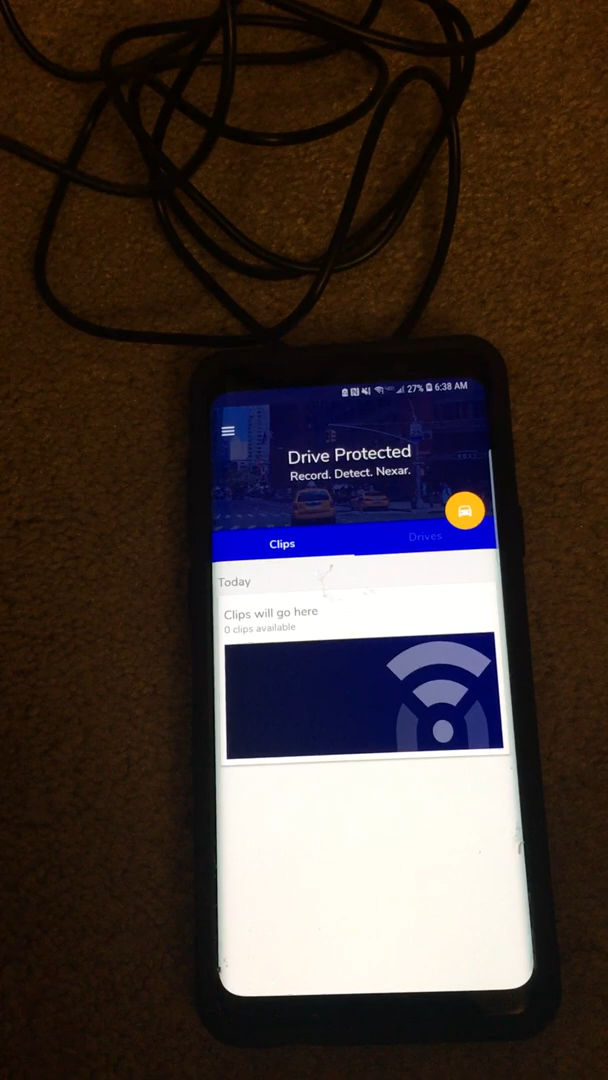 27% 6:38 AM
Drive Protected
Record. Detect. Nexar.
Clips Drives
Today
Clips will go here
0 clips available